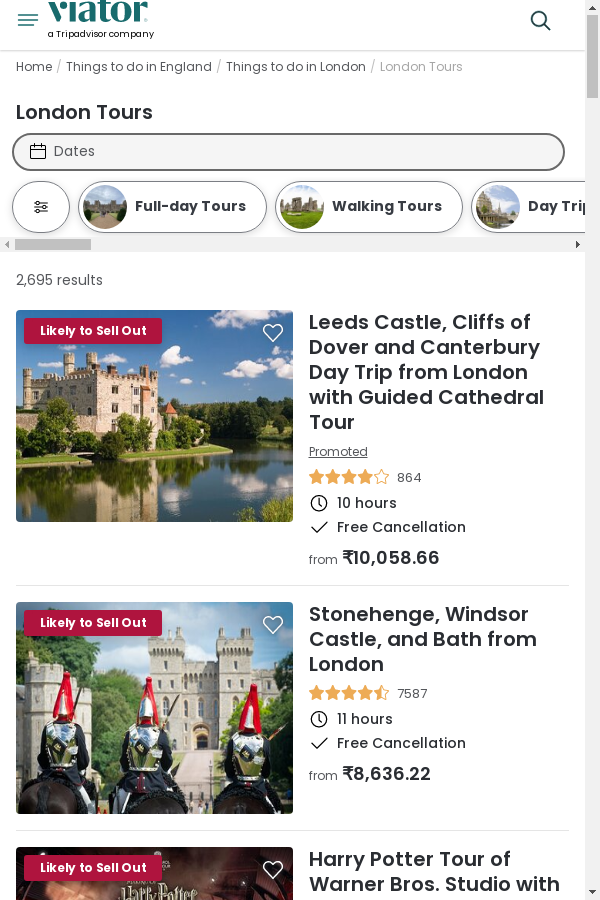 viator
a Tripadvisor company
Home / Things to do in England / Things to do in London / London Tours
London Tours
Dates
Full-day Tours
Walking Tours
2,695 results
Likely to Sell Out
Leeds Castle, Cliffs of
Dover and Canterbury
Day Trip from London
with Guided Cathedral
Tour
Promoted
864
10 hours
Free Cancellation
from ₹10,058.66
Likely to Sell Out
Stonehenge, Windsor
Castle, and Bath from
London
7587
11 hours
Free Cancellation
from ₹8,636.22
Likely to Sell Out
Harry Potter
Harry Potter Tour of
Warner Bros. Studio with